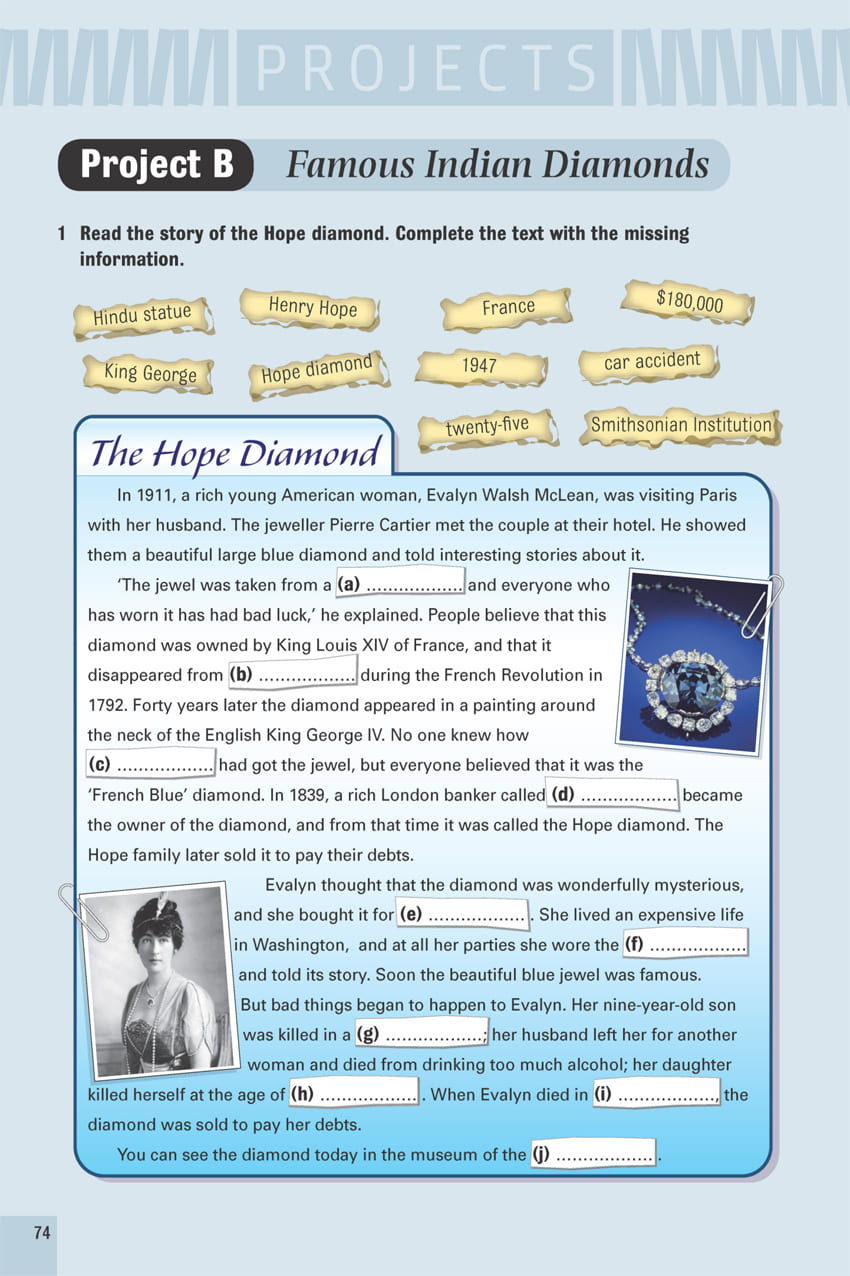 PROJECTS
Project B Famous Indian Diamonds
1 Read the story of the Hope diamond. Complete the text with the missing
information.
Hindu statue Henry Hope France $180,000
King George Hope diamond 1947 car accident
twenty-five Smithsonian Institution
The Hope Diamond
In 1911, a rich young American woman, Evalyn Walsh McLean, was visiting Paris
with her husband. The jeweller Pierre Cartier met the couple at their hotel. He showed
them a beautiful large blue diamond and told interesting stories about it.
‘The jewel was taken from a (a) .................. and everyone who
has worn it has had bad luck,’ he explained. People believe that this
diamond was owned by King Louis XIV of France, and that it
disappeared from (b) .................. during the French Revolution in
1792. Forty years later the diamond appeared in a painting around
the neck of the English King George IV. No one knew how
(c) .................. had got the jewel, but everyone believed that it was the
‘French Blue’ diamond. In 1839, a rich London banker called (d) .................. became
the owner of the diamond, and from that time it was called the Hope diamond. The
Hope family later sold it to pay their debts.
Evalyn thought that the diamond was wonderfully mysterious,
and she bought it for (e) .................. . She lived an expensive life
in Washington, and at all her parties she wore the (f) ..................
and told its story. Soon the beautiful blue jewel was famous.
But bad things began to happen to Evalyn. Her nine-year-old son
was killed in a (g) ..................; her husband left her for another
woman and died from drinking too much alcohol; her daughter
killed herself at the age of (h) .................. . When Evalyn died in (i) .................., the
diamond was sold to pay her debts.
You can see the diamond today in the museum of the (j) .................. .
74